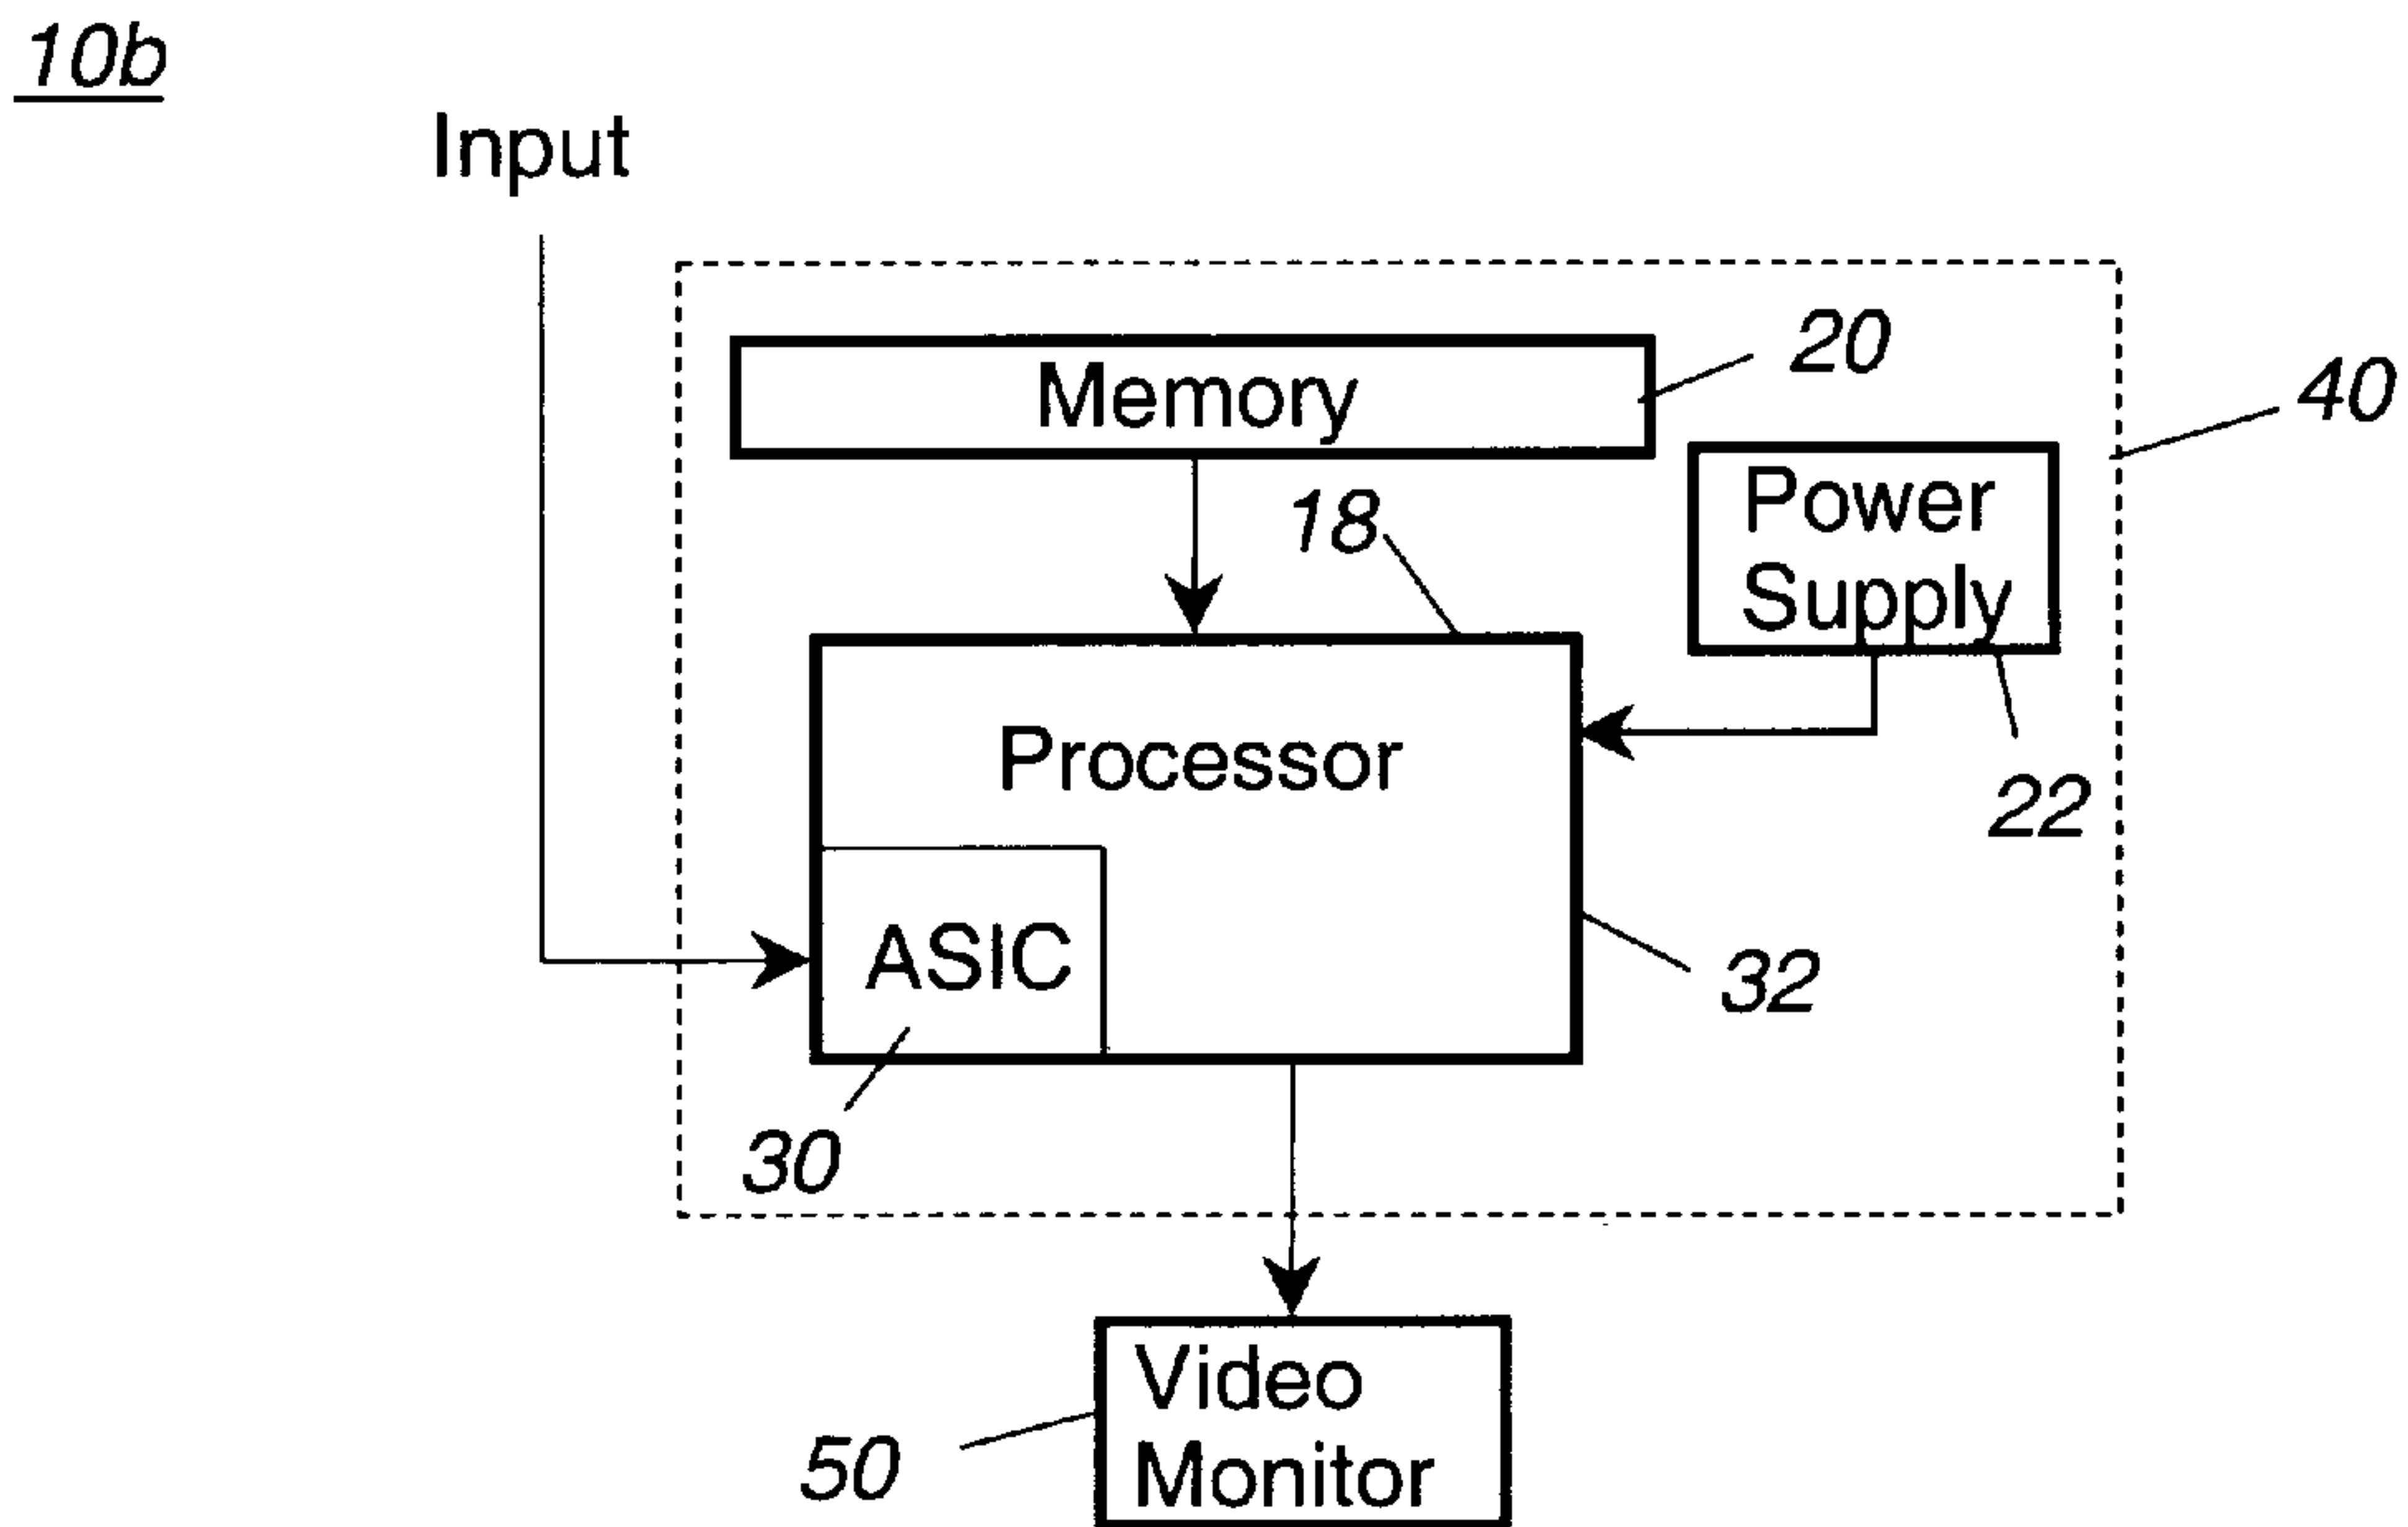 10b
Input
Memory
20
40
18
Power
Supply
22
Processor
ASIC
32
30
Video
Monitor
50